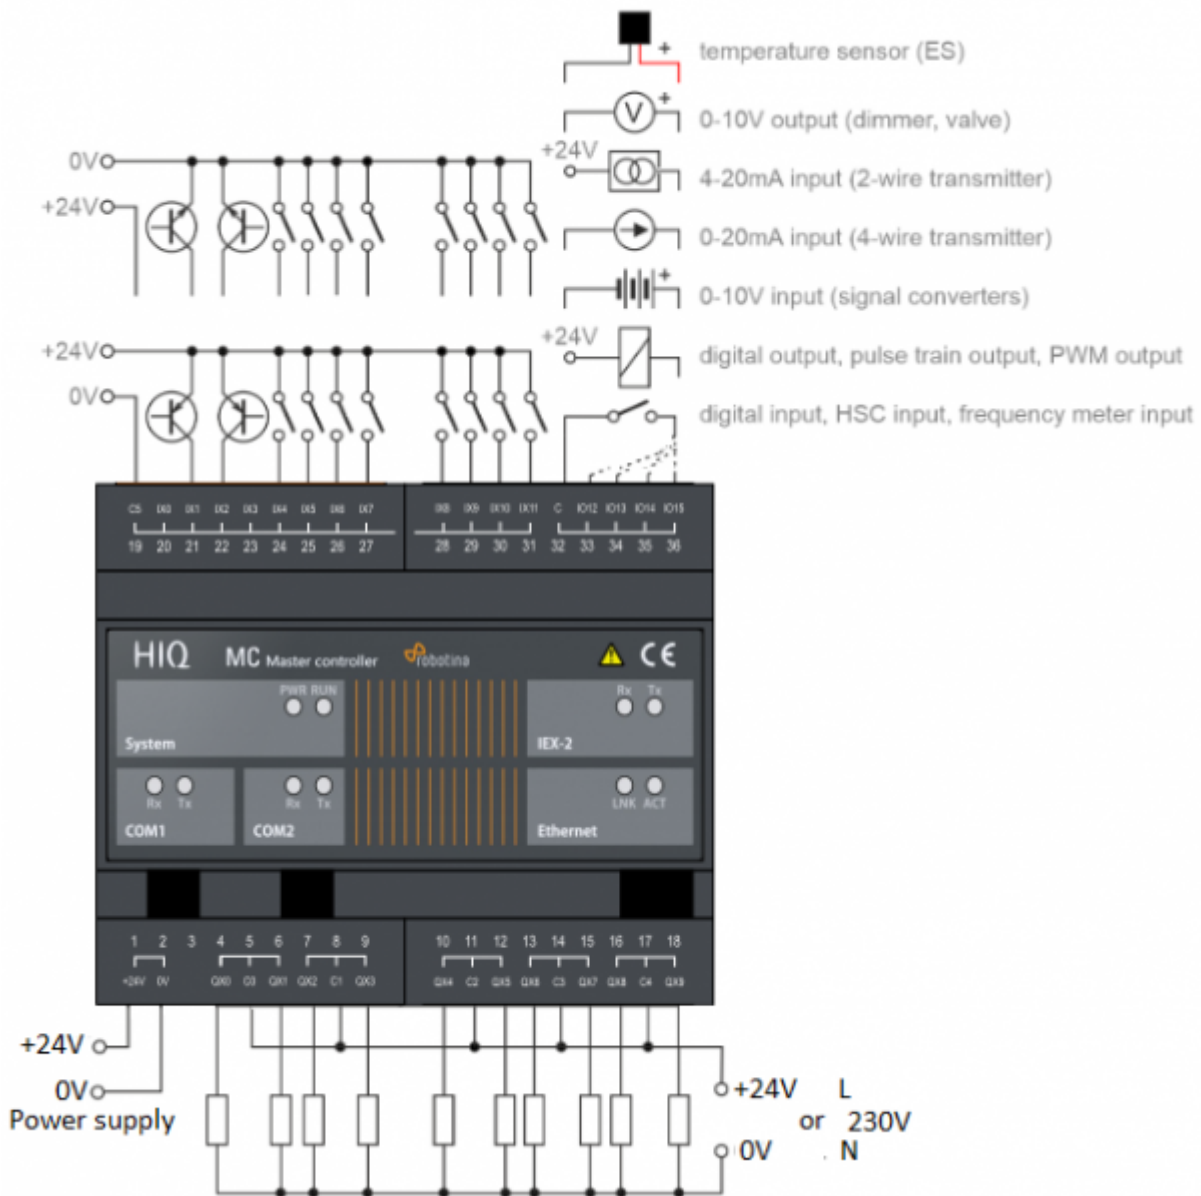 + temperature sensor (ES)
V + 0-10V output (dimmer, valve)
+24V 4-20mA input (2-wire transmitter)
0-20mA input (4-wire transmitter)
+ 0-10V input (signal converters)
+24V digital output, pulse train output, PWM output
digital input, HSC input, frequency meter input
0V
+24V
+24V
0V
C5 IX0 IX1 IX2 IX3 IX4 IX5 IX6 IX7 IX8 IX9 IX10 IX11 C IO12 IO13 IO14 IO15
19 20 21 22 23 24 25 26 27 28 29 30 31 32 33 34 35 36
HIQ MC Master controller robotina CE
PWR RUN
System
Rx Tx
IEX-2
Rx Tx
COM1
Rx Tx
COM2
LNK ACT
Ethernet
1 2 3 4 5 6 7 8 9 10 11 12 13 14 15 16 17 18
+24V 0V QX0 C0 QX1 QX2 C1 QX3 QX4 C2 QX5 QX6 C3 QX7 QX8 C4 QX9
+24V
0V
Power supply
+24V L
or 230V
0V N